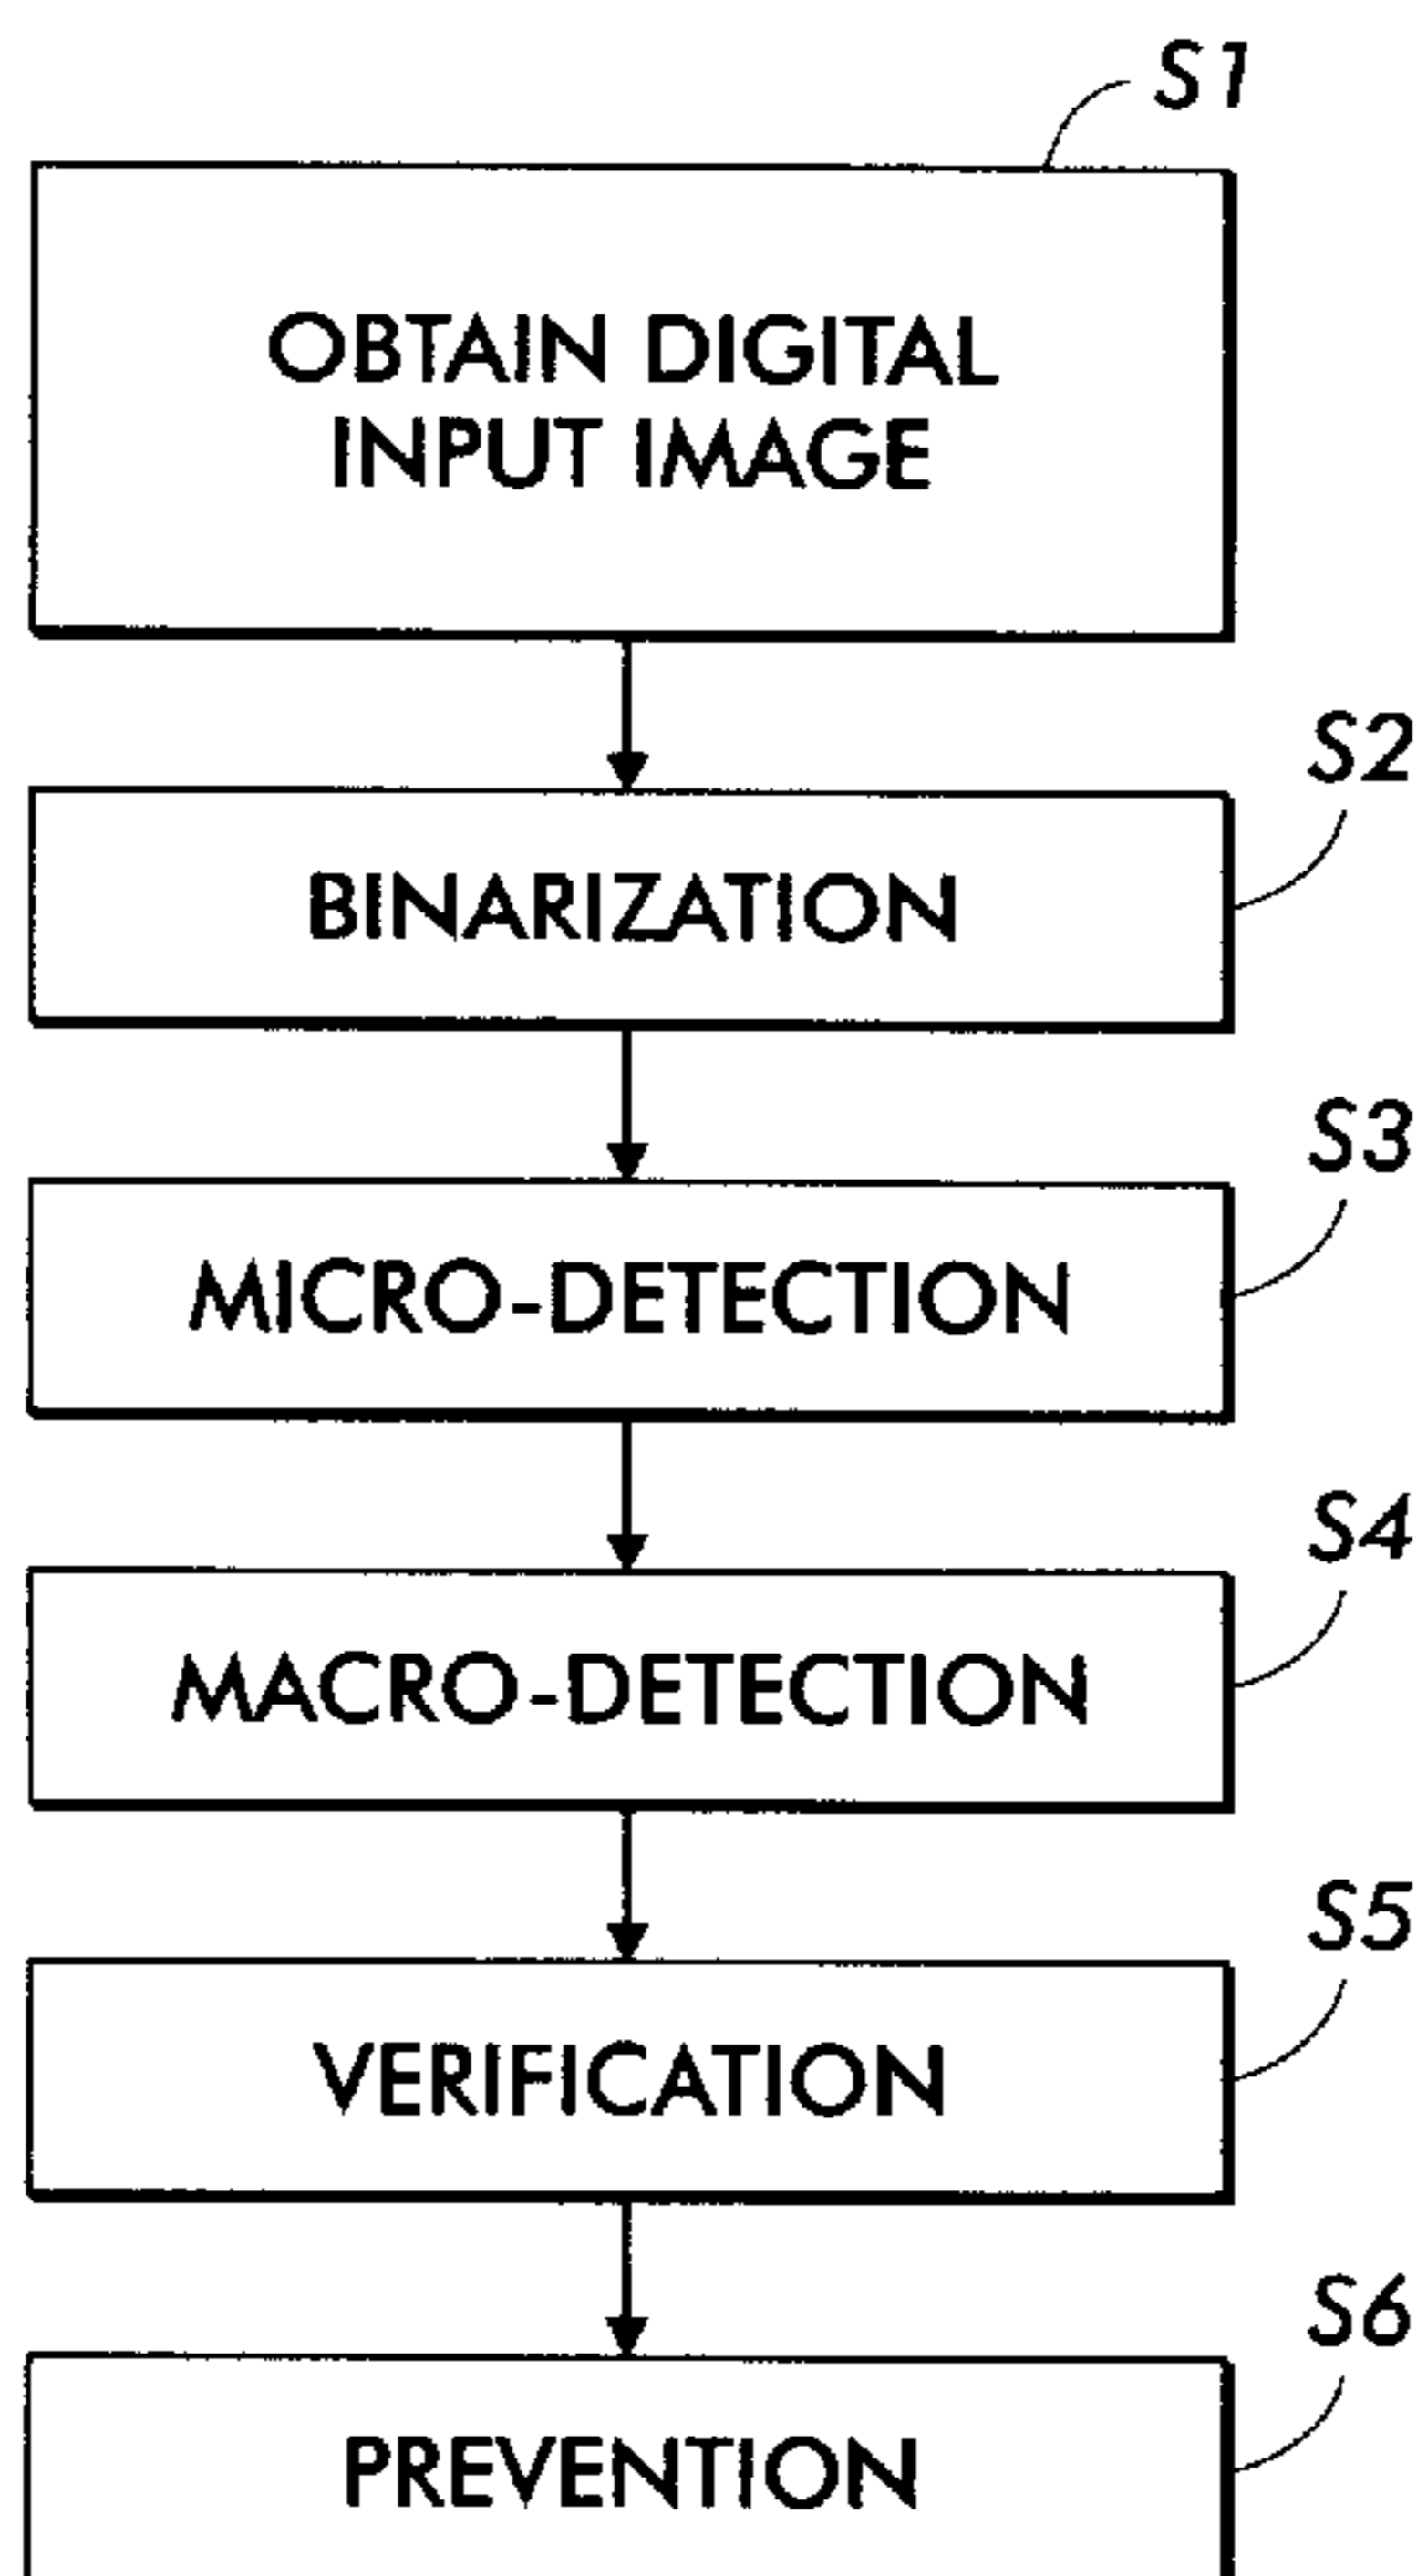 S1
OBTAIN DIGITAL
INPUT IMAGE
S2
BINARIZATION
S3
MICRO-DETECTION
S4
MACRO-DETECTION
S5
VERIFICATION
S6
PREVENTION